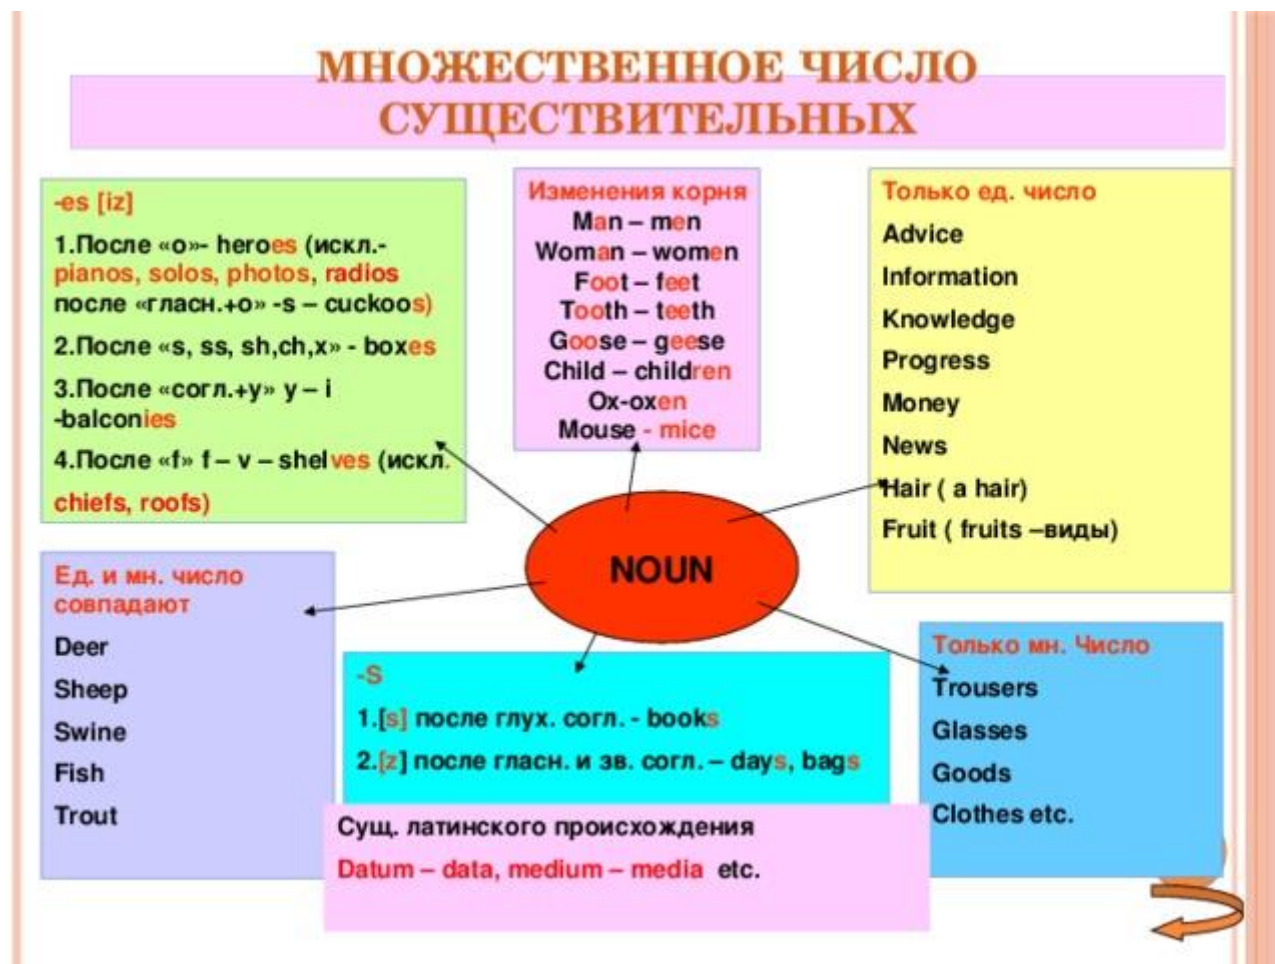 МНОЖЕСТВЕННОЕ ЧИСЛО
СУЩЕСТВИТЕЛЬНЫХ
-es [iz]
1.После «о»- heroes (искл.-
pianos, solos, photos, radios
после «гласн.+о» -s – cuckoos)
2.После «s, ss, sh,ch,x» - boxes
3.После «согл.+y» y – i
-balconies
4.После «f» f – v – shelves (искл.
chiefs, roofs)
Изменения корня
Man – men
Woman – women
Foot – feet
Tooth – teeth
Goose – geese
Child – children
Ox-oxen
Mouse - mice
Только ед. число
Advice
Information
Knowledge
Progress
Money
News
Hair ( a hair)
Fruit ( fruits –виды)
NOUN
Ед. и мн. число
совпадают
Deer
Sheep
Swine
Fish
Trout
-S
1.[s] после глух. согл. - books
2.[z] после гласн. и зв. согл. – days, bags
Сущ. латинского происхождения
Datum – data, medium – media etc.
Только мн. Число
Trousers
Glasses
Goods
Clothes etc.